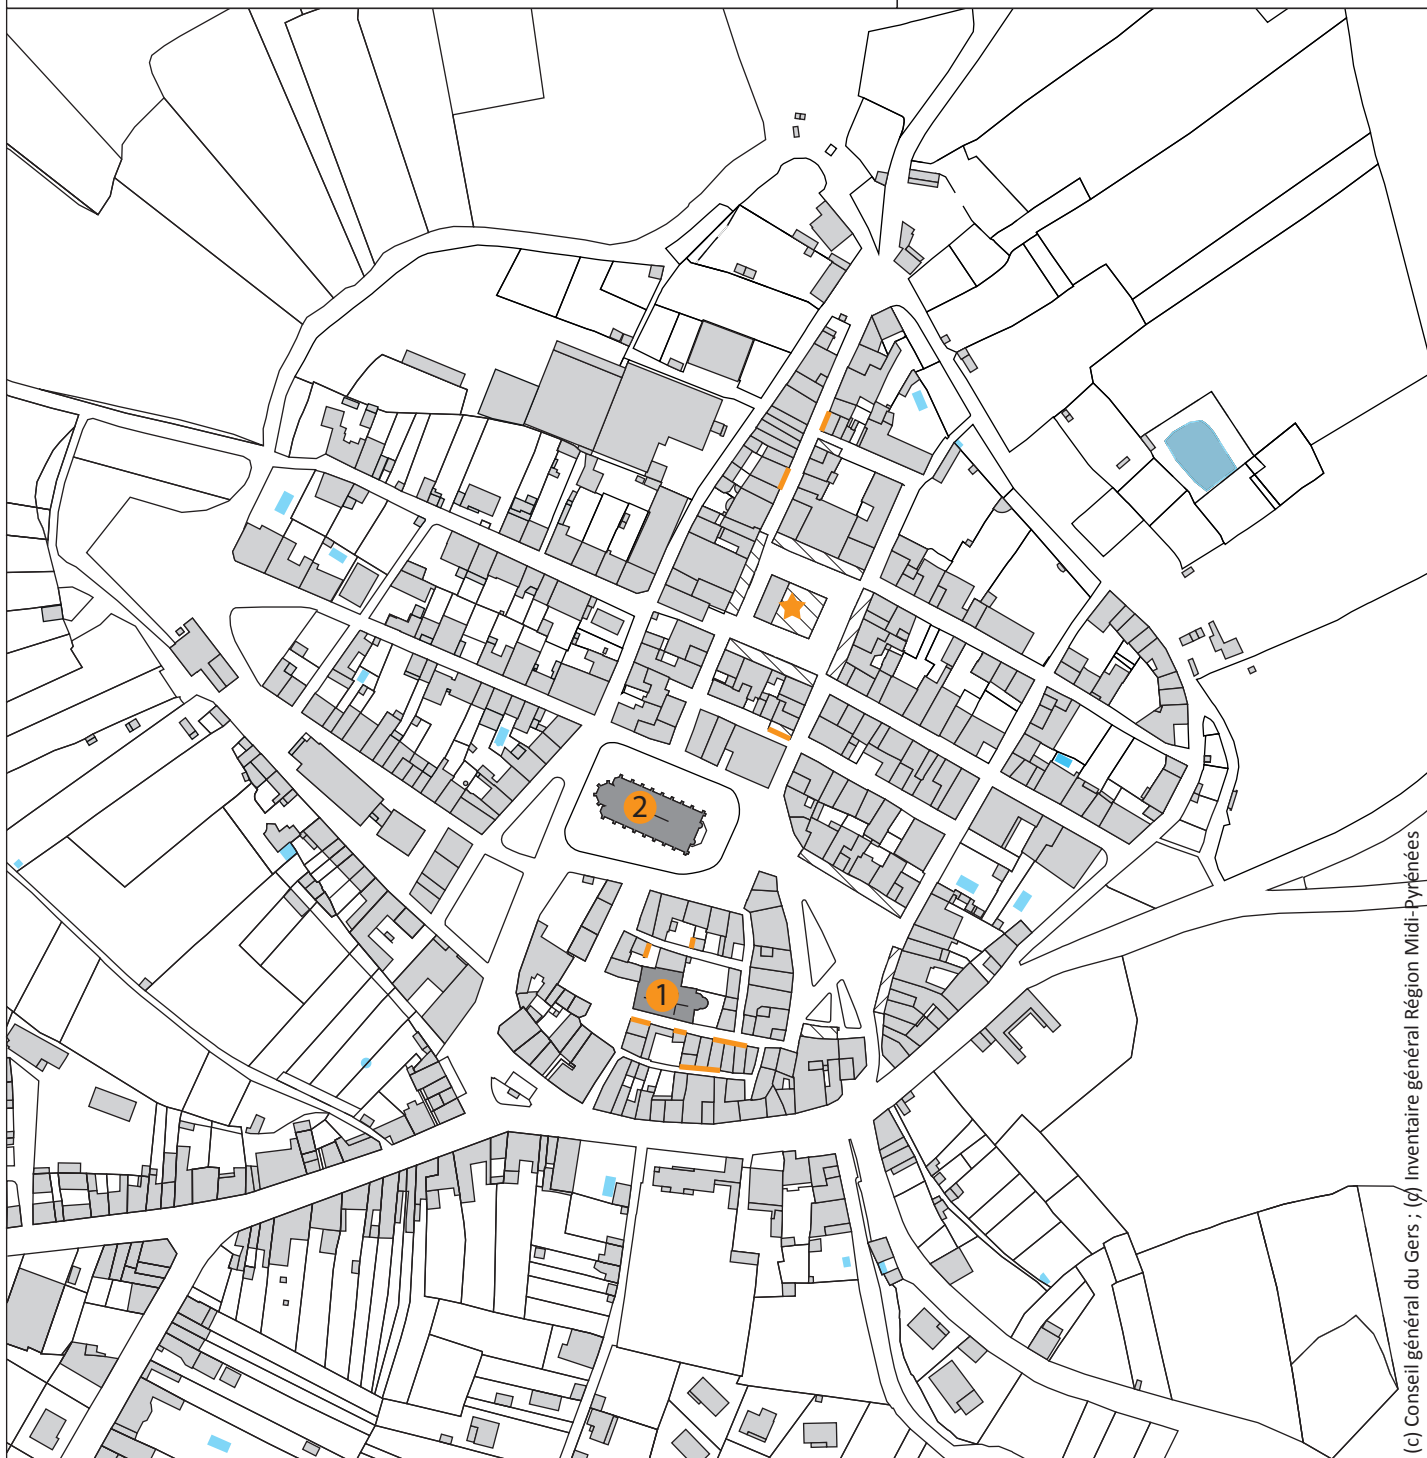 2
1
(c) Conseil général du Gers ; (c) Inventaire général Région Midi-Pyrénées